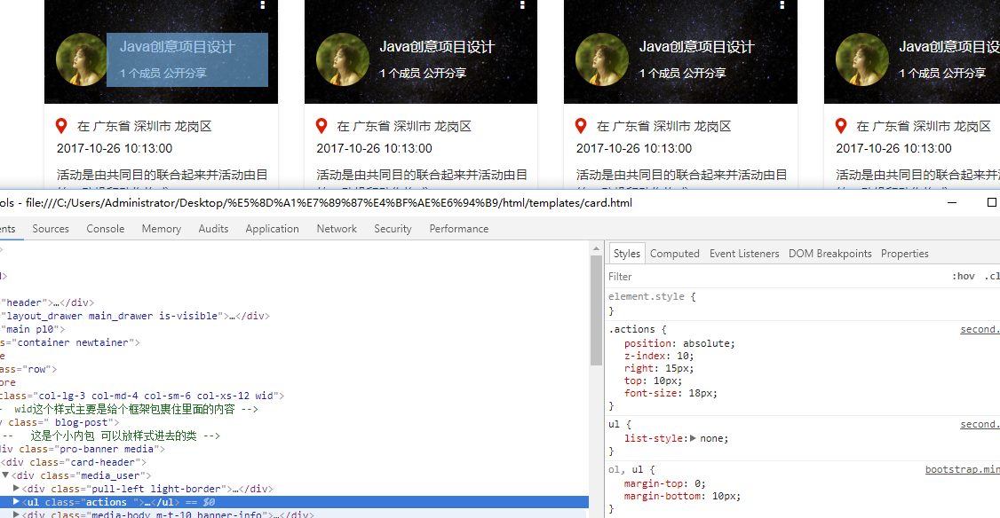 Java创意项目设计 Java创意项目设计 Java创意项目设计 Java创意项目设
1 个成员 公开分享 1 个成员 公开分享 1 个成员 公开分享 1 个成员 公开分享
在 广东省 深圳市 龙岗区 在 广东省 深圳市 龙岗区 在 广东省 深圳市 龙岗区 在 广东省 深圳市 龙岗区
2017-10-26 10:13:00 2017-10-26 10:13:00 2017-10-26 10:13:00 2017-10-26 10:13:00
活动是由共同目的联合起来并活动由目 活动是由共同目的联合起来并活动由目 活动是由共同目的联合起来并活动由目 活动是由共同目的联合起来并
ols - file:///C:/Users/Administrator/Desktop/%E5%8D%A1%E7%89%87%E4%BF%AE%E6%94%B9/html/templates/card.html
ents Sources Console Memory Audits Application Network Security Performance
>
l>
"header">…</div>
"layout_drawer main_drawer is-visible">…</div>
"main pl0">
s="container newtainer">
e
ass="row">
ore
class="col-lg-3 col-md-4 col-sm-6 col-xs-12 wid">
- wid这个样式主要是给个框架包裹住里面的内容 -->
v class=" blog-post">
-- 这是个小内包 可以放样式进去的类 -->
div class="pro-banner media">
<div class="card-header">
▼<div class="media_user">
▶<div class="pull-left light-border">…</div>
▶<ul class="actions ">…</ul> == $0
▶<div class="media-body m-t-10 banner-info">…</div>
Styles Computed Event Listeners DOM Breakpoints Properties
Filter :hov .cl
element.style {
}
.actions { second.
position: absolute;
z-index: 10;
right: 15px;
top: 10px;
font-size: 18px;
}
ul { second.
list-style:▶ none;
}
ol, ul { bootstrap.min
margin-top: 0;
margin-bottom: 10px;
}